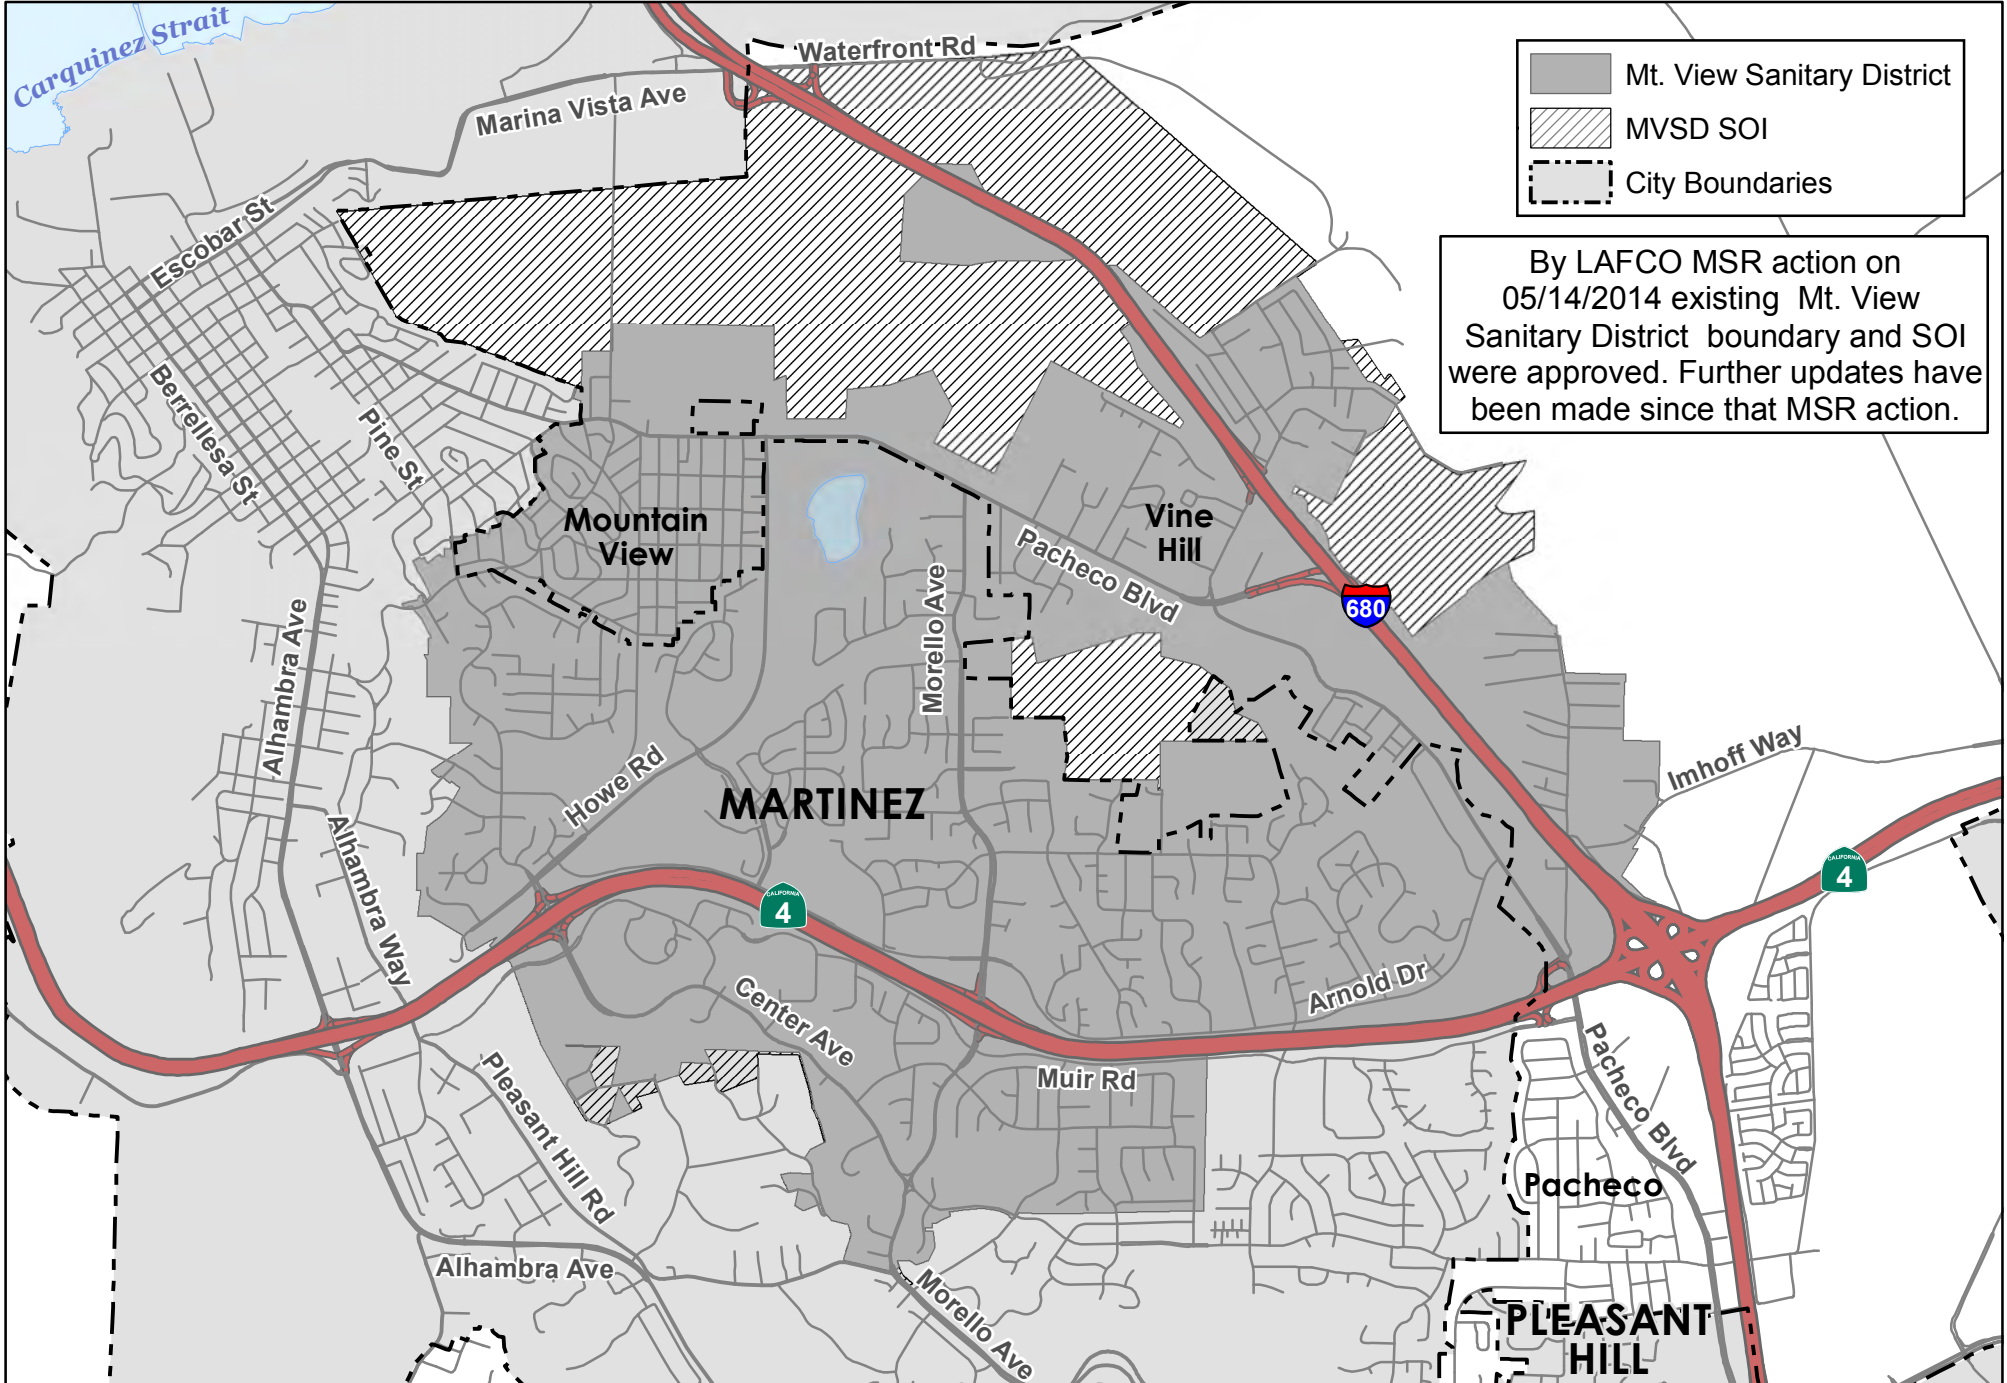 Carquinez Strait
Waterfront Rd
Marina Vista Ave
Mt. View Sanitary District
MVSD SOI
City Boundaries
By LAFCO MSR action on
05/14/2014 existing Mt. View
Sanitary District boundary and SOI
were approved. Further updates have
been made since that MSR action.
Escobar St
Berrellesa St
Pine St
Mountain
View
Vine
Hill
Pacheco Blvd
680
Morello Ave
Alhambra Ave
Howe Rd
MARTINEZ
Imhoff Way
Alhambra Way
CALIFORNIA
4
CALIFORNIA
4
Center Ave
Arnold Dr
Muir Rd
Pleasant Hill Rd
Pacheco Blvd
Pacheco
Alhambra Ave
Morello Ave
PLEASANT
HILL